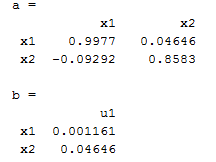 a =
x1 x2
x1 0.9977 0.04646
x2 -0.09292 0.8583
b =
u1
x1 0.001161
x2 0.04646